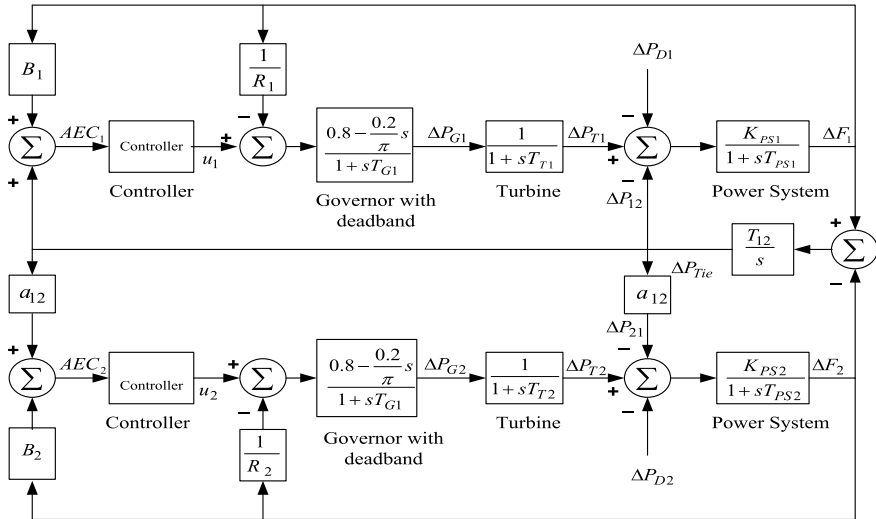 B₁
1
R₁
ΔP_D1
+
AEC₁
Controller
u₁
+
−
Σ
Σ
0.8 − 0.2/π s
1 + sT_G1
ΔP_G1
1
1 + sT_T1
ΔP_T1
−
+
−
Σ
K_PS1
1 + sT_PS1
ΔF₁
+
Controller
Governor with
deadband
Turbine
ΔP₁₂
Power System
T₁₂
s
+
Σ
−
a₁₂
ΔP_Tie
a₁₂
ΔP₂₁
+
AEC₂
Controller
u₂
+
−
Σ
Σ
0.8 − 0.2/π s
1 + sT_G1
ΔP_G2
1
1 + sT_T2
ΔP_T2
−
+
−
Σ
K_PS2
1 + sT_PS2
ΔF₂
+
Controller
Governor with
deadband
Turbine
Power System
B₂
1
R₂
ΔP_D2